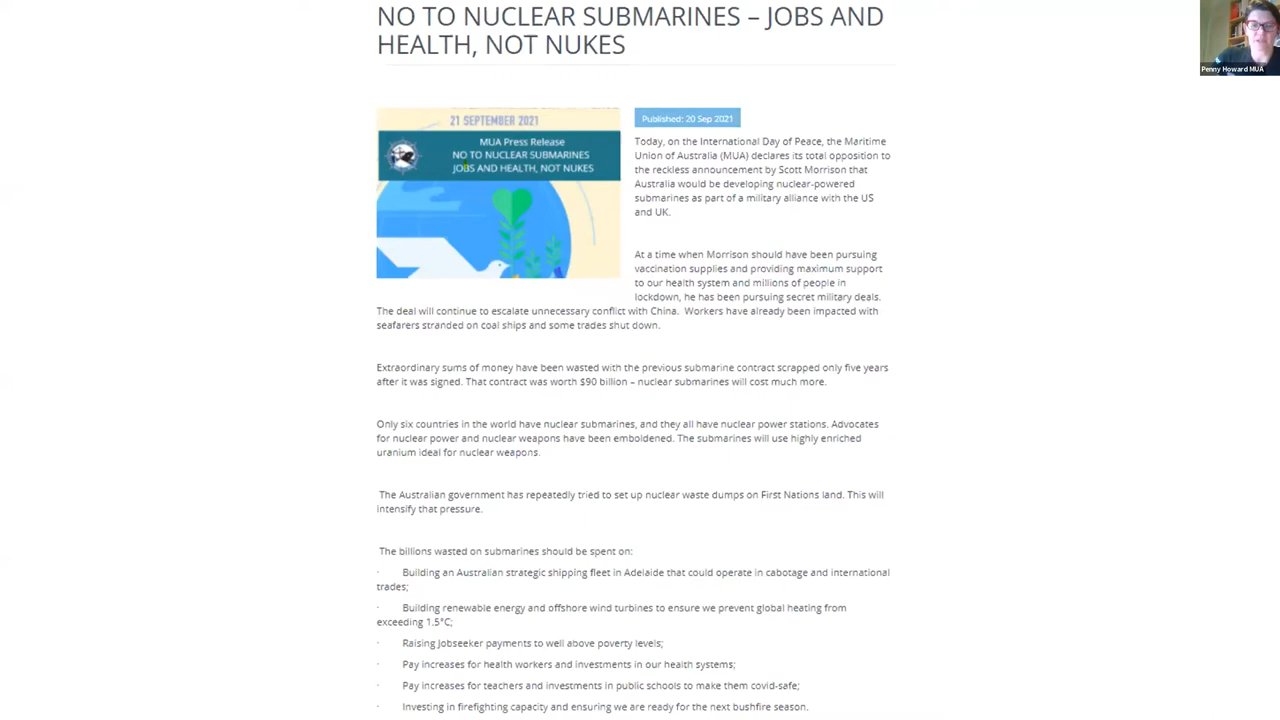 NO TO NUCLEAR SUBMARINES – JOBS AND
HEALTH, NOT NUKES
Penny Howard MUA
21 SEPTEMBER 2021
MUA Press Release
NO TO NUCLEAR SUBMARINES
JOBS AND HEALTH, NOT NUKES
Published: 20 Sep 2021
Today, on the International Day of Peace, the Maritime
Union of Australia (MUA) declares its total opposition to
the reckless announcement by Scott Morrison that
Australia would be developing nuclear-powered
submarines as part of a military alliance with the US
and UK.
At a time when Morrison should have been pursuing
vaccination supplies and providing maximum support
to our health system and millions of people in
lockdown, he has been pursuing secret military deals.
The deal will continue to escalate unnecessary conflict with China. Workers have already been impacted with
seafarers stranded on coal ships and some trades shut down.
Extraordinary sums of money have been wasted with the previous submarine contract scrapped only five years
after it was signed. That contract was worth $90 billion – nuclear submarines will cost much more.
Only six countries in the world have nuclear submarines, and they all have nuclear power stations. Advocates
for nuclear power and nuclear weapons have been emboldened. The submarines will use highly enriched
uranium ideal for nuclear weapons.
The Australian government has repeatedly tried to set up nuclear waste dumps on First Nations land. This will
intensify that pressure.
The billions wasted on submarines should be spent on:
· Building an Australian strategic shipping fleet in Adelaide that could operate in cabotage and international
trades;
· Building renewable energy and offshore wind turbines to ensure we prevent global heating from
exceeding 1.5°C;
· Raising Jobseeker payments to well above poverty levels;
· Pay increases for health workers and investments in our health systems;
· Pay increases for teachers and investments in public schools to make them covid-safe;
· Investing in firefighting capacity and ensuring we are ready for the next bushfire season.